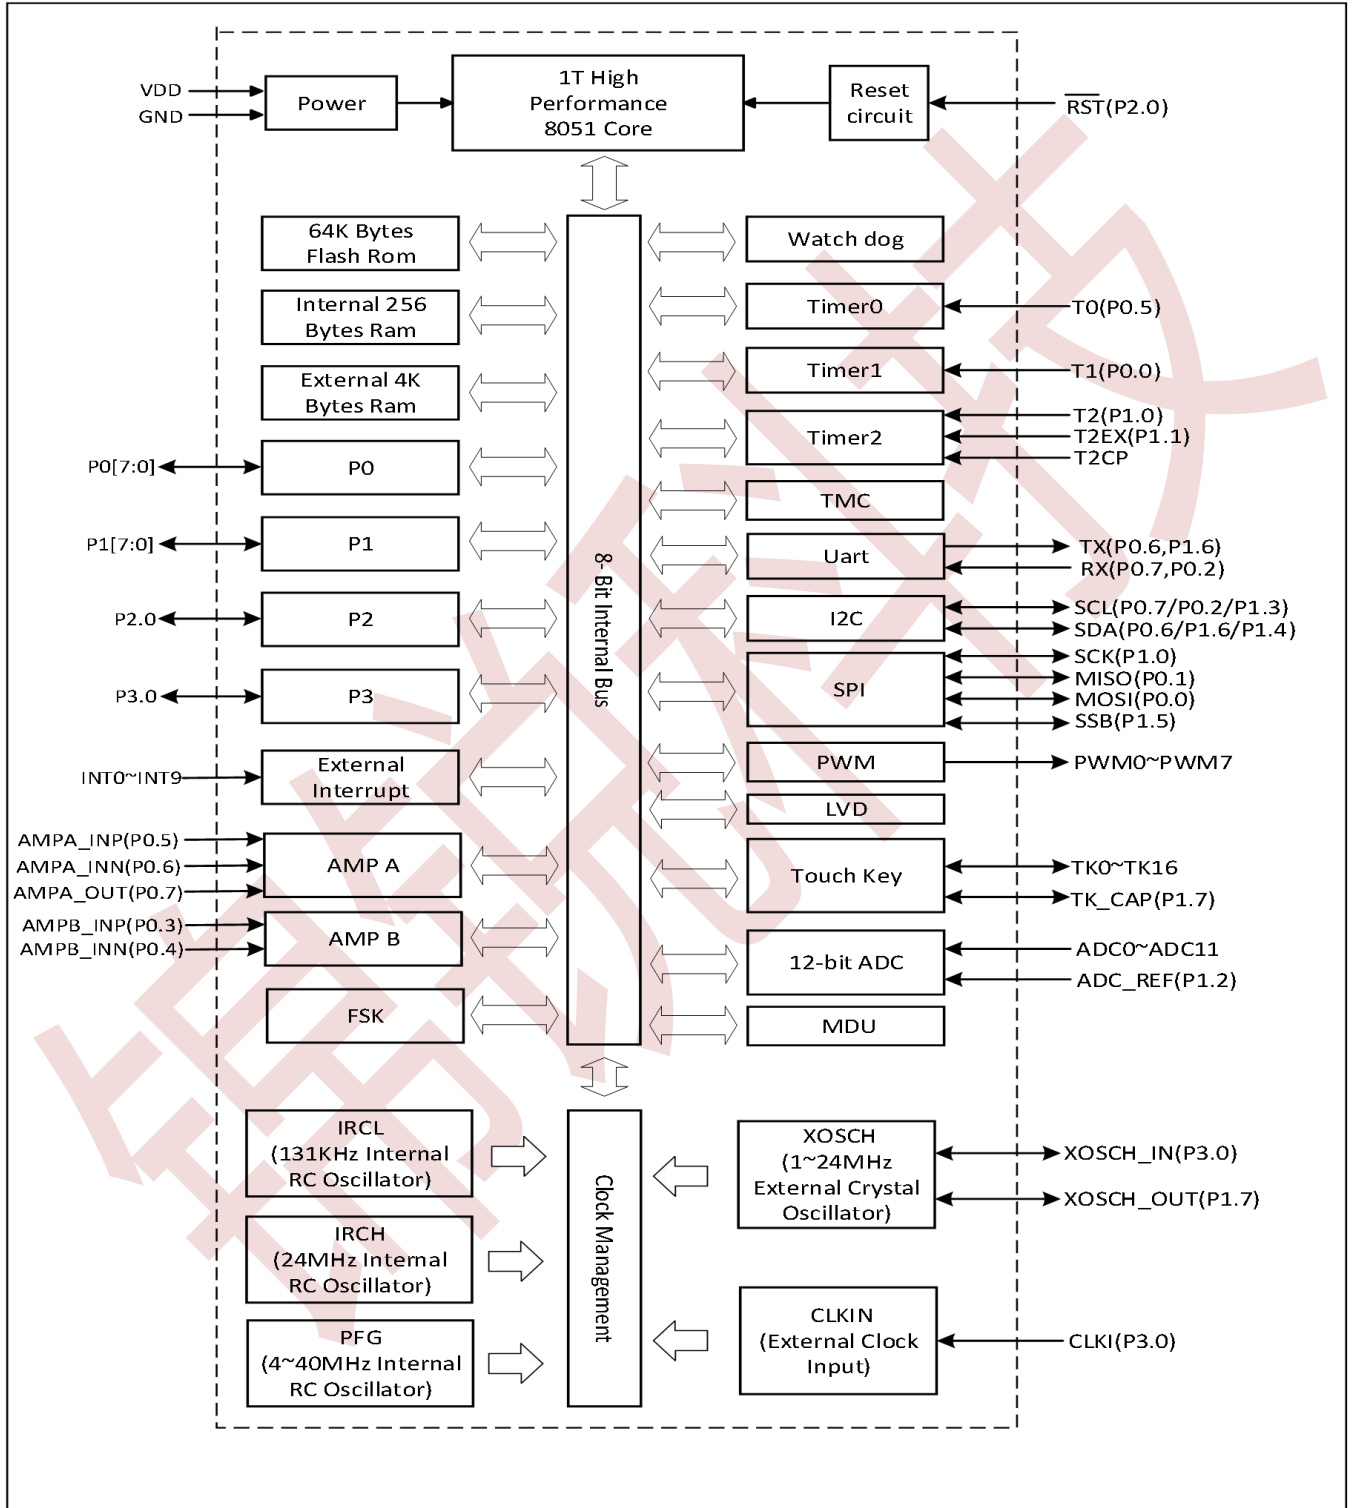 VDD
GND
Power
1T High
Performance
8051 Core
Reset
circuit
RST(P2.0)
64K Bytes
Flash Rom
Internal 256
Bytes Ram
External 4K
Bytes Ram
P0[7:0]
P0
P1[7:0]
P1
P2.0
P2
P3.0
P3
INT0~INT9
External
Interrupt
AMPA_INP(P0.5)
AMPA_INN(P0.6)
AMPA_OUT(P0.7)
AMP A
AMPB_INP(P0.3)
AMPB_INN(P0.4)
AMP B
FSK
8- Bit Internal Bus
Watch dog
Timer0
T0(P0.5)
Timer1
T1(P0.0)
Timer2
T2(P1.0)
T2EX(P1.1)
T2CP
TMC
Uart
TX(P0.6,P1.6)
RX(P0.7,P0.2)
I2C
SCL(P0.7/P0.2/P1.3)
SDA(P0.6/P1.6/P1.4)
SPI
SCK(P1.0)
MISO(P0.1)
MOSI(P0.0)
SSB(P1.5)
PWM
PWM0~PWM7
LVD
Touch Key
TK0~TK16
TK_CAP(P1.7)
12-bit ADC
ADC0~ADC11
ADC_REF(P1.2)
MDU
IRCL
(131KHz Internal
RC Oscillator)
IRCH
(24MHz Internal
RC Oscillator)
PFG
(4~40MHz Internal
RC Oscillator)
Clock Management
XOSCH
(1~24MHz
External Crystal
Oscillator)
XOSCH_IN(P3.0)
XOSCH_OUT(P1.7)
CLKIN
(External Clock
Input)
CLKI(P3.0)
锦锐科技